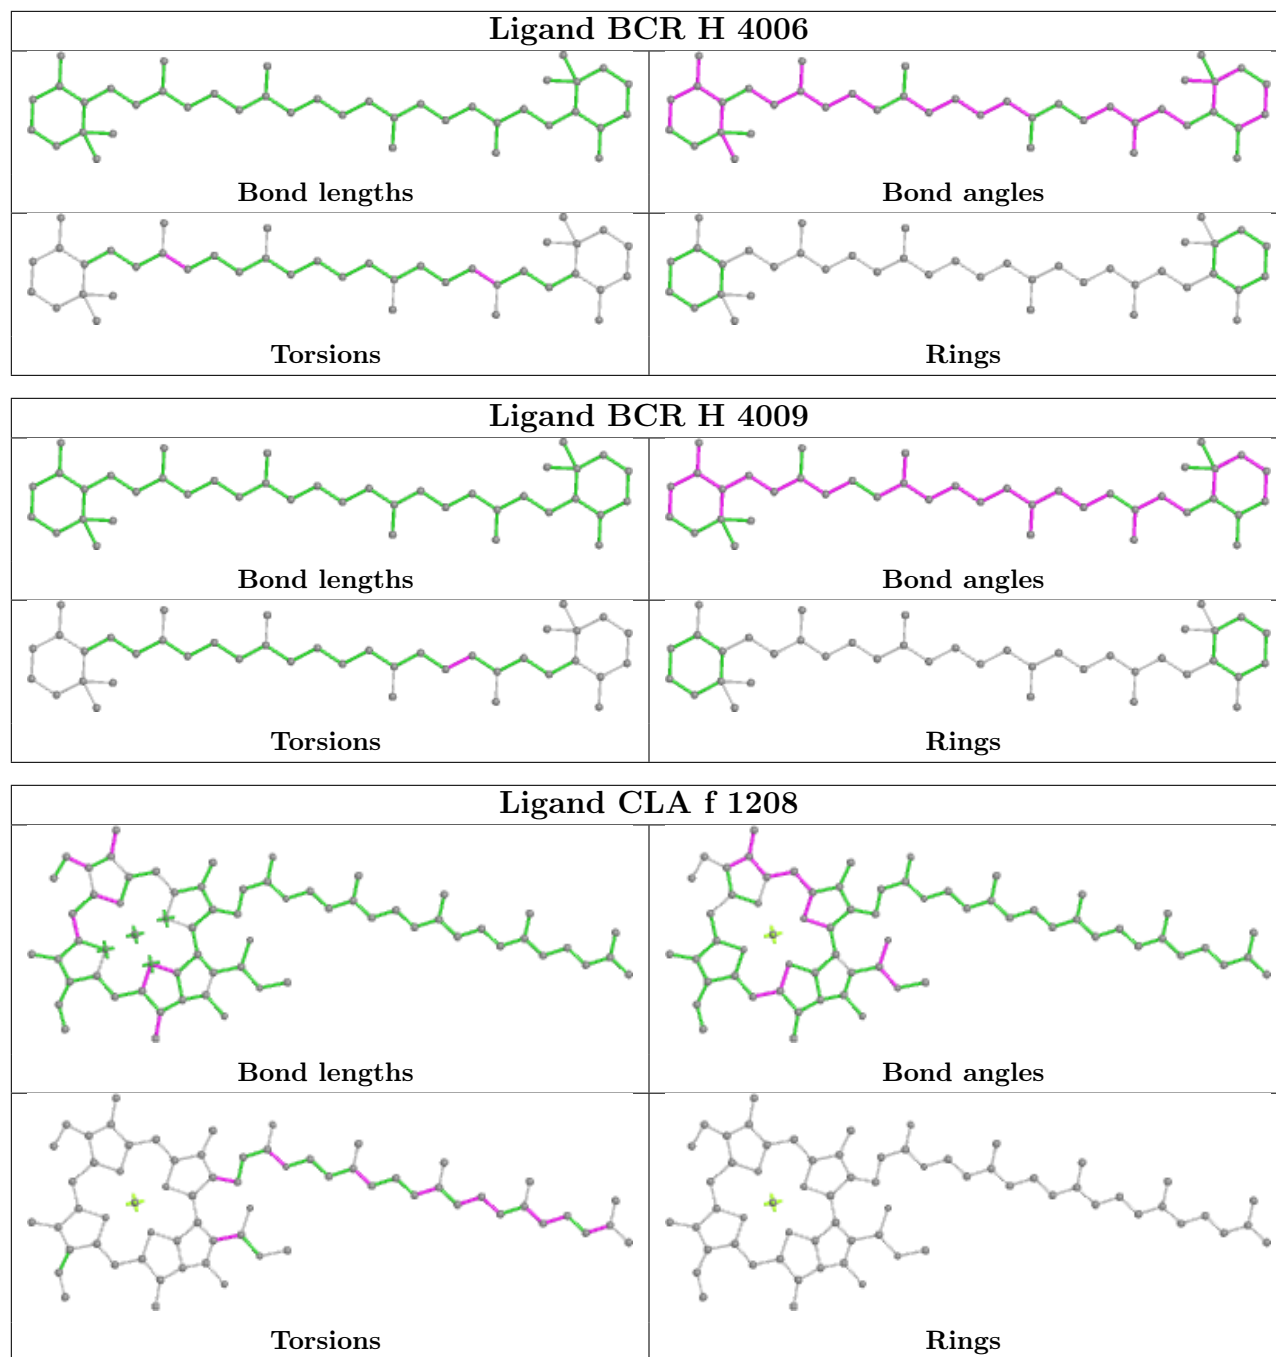 Ligand BCR H 4006
Bond lengths
Bond angles
Torsions
Rings
Ligand BCR H 4009
Bond lengths
Bond angles
Torsions
Rings
Ligand CLA f 1208
Bond lengths
Bond angles
Torsions
Rings